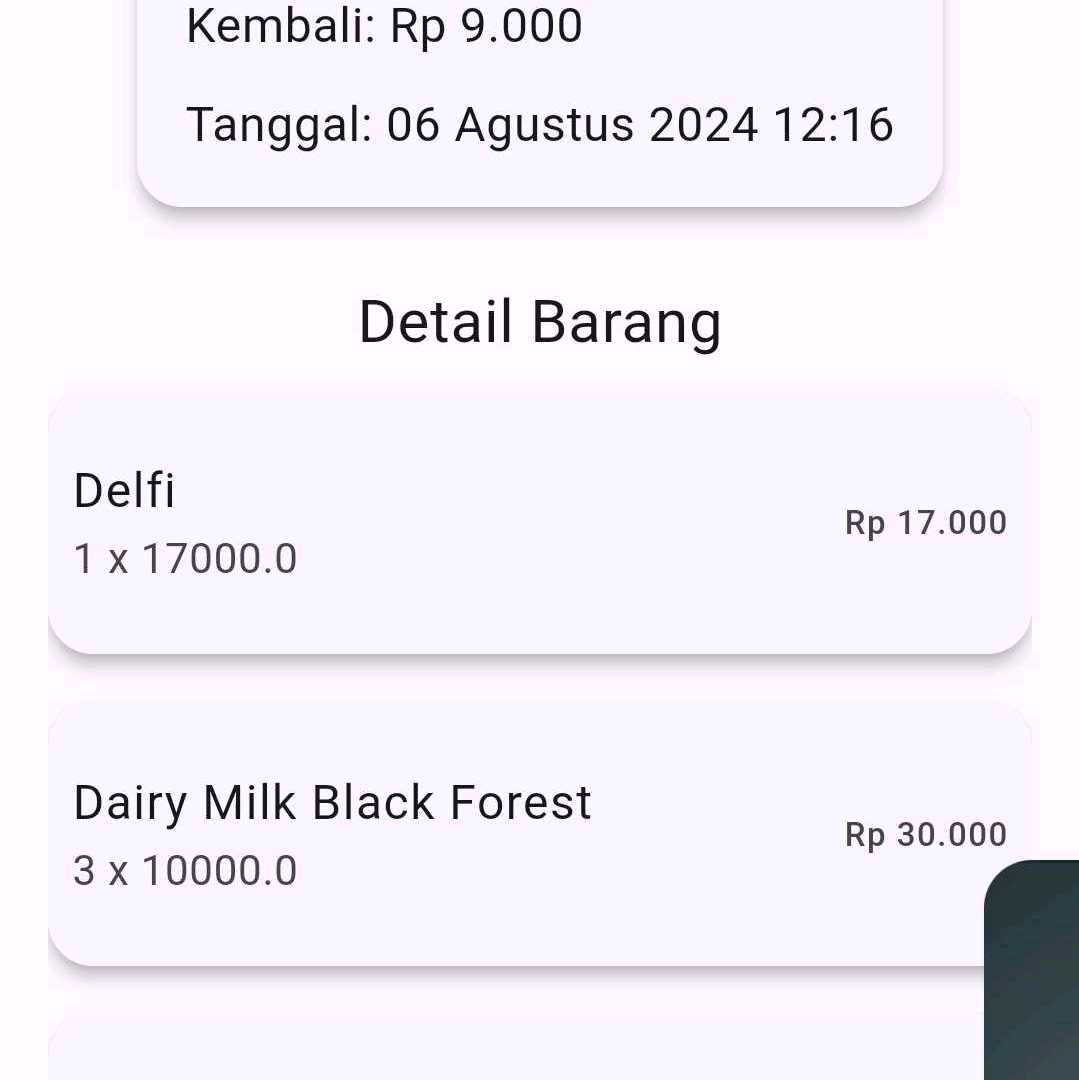 Kembali: Rp 9.000
Tanggal: 06 Agustus 2024 12:16
Detail Barang
Delfi
Rp 17.000
1 x 17000.0
Dairy Milk Black Forest
Rp 30.000
3 x 10000.0